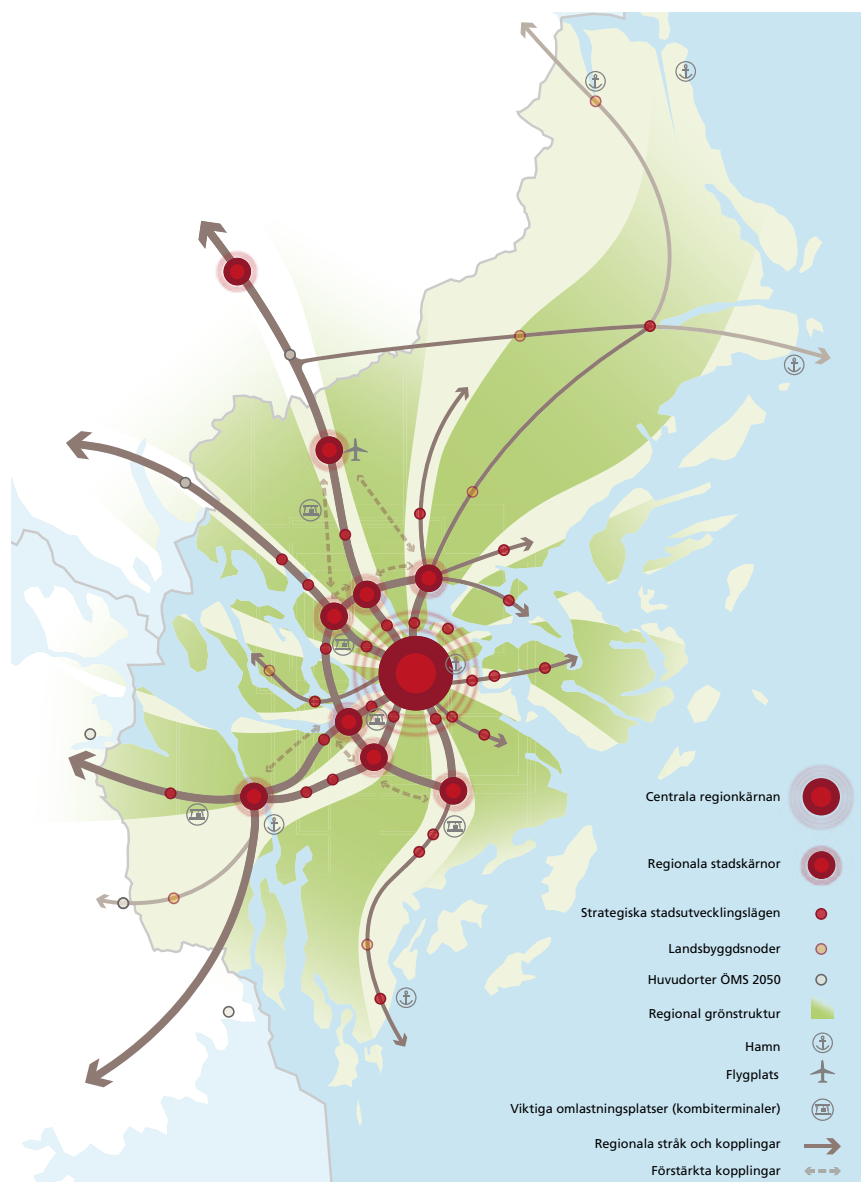 Centrala regionkärnan
Regionala stadskärnor
Strategiska stadsutvecklingslägen
Landsbyggdsnoder
Huvudorter ÖMS 2050
Regional grönstruktur
Hamn
Flygplats
Viktiga omlastningsplatser (kombiterminaler)
Regionala stråk och kopplingar
Förstärkta kopplingar